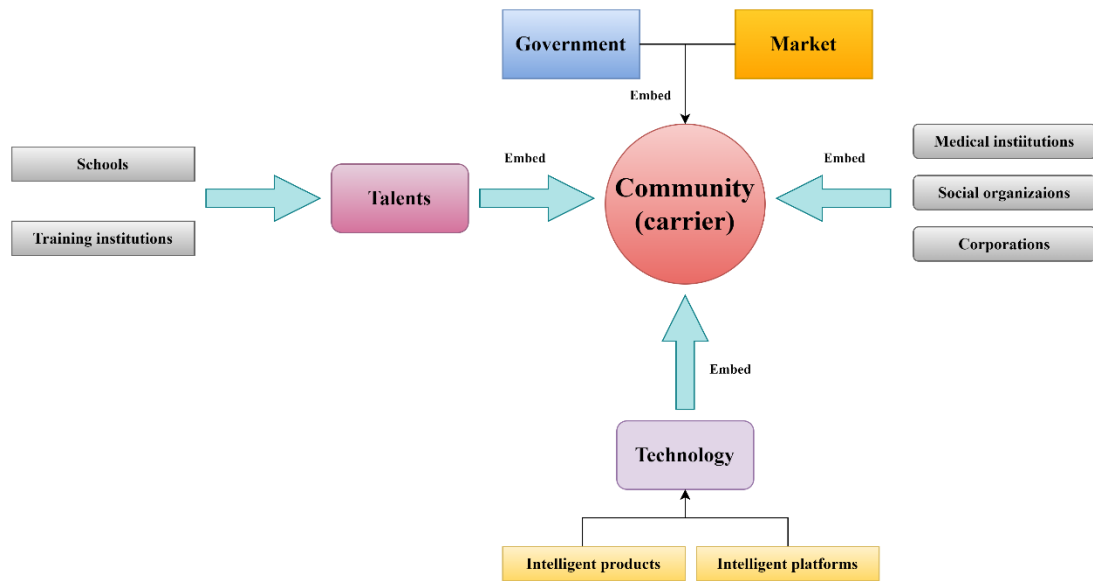 Government
Market
Embed
Medical instiitutions
Schools
Embed
Embed
Talents
Community
(carrier)
Social organizaions
Training institutions
Corporations
Embed
Technology
Intelligent products
Intelligent platforms